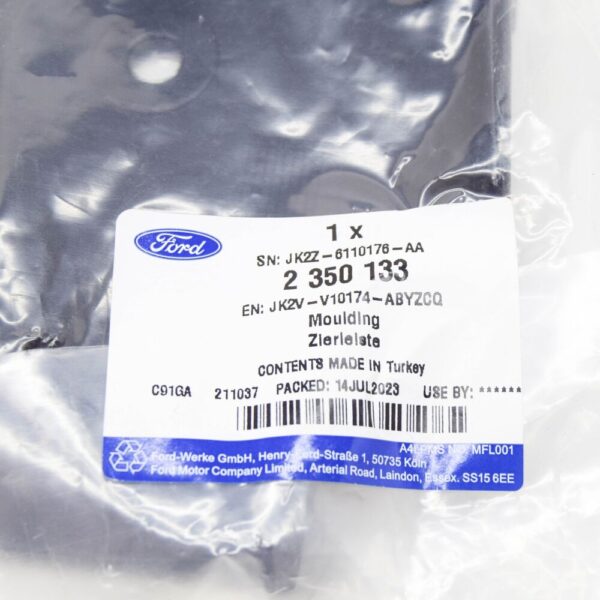 Ford
1 x
SN: JK2Z-6110176-AA
2 350 133
EN: JK2V-V10174-ABYZCQ
Moulding
Zierleiste
CONTENTS MADE IN Turkey
C91GA 211037 PACKED: 14JUL2023 USE BY: ******
A4LPMS NO. MFL001
Ford-Werke GmbH, Henry-Ford-Straße 1, 50735 Köln
Ford Motor Company Limited, Arterial Road, Laindon, Essex. SS15 6EE